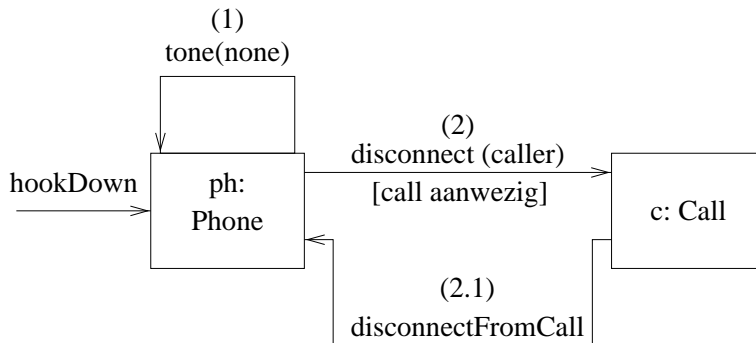 (1)
tone(none)
(2)
disconnect (caller)
hookDown
ph:
Phone
[call aanwezig]
c: Call
(2.1)
disconnectFromCall